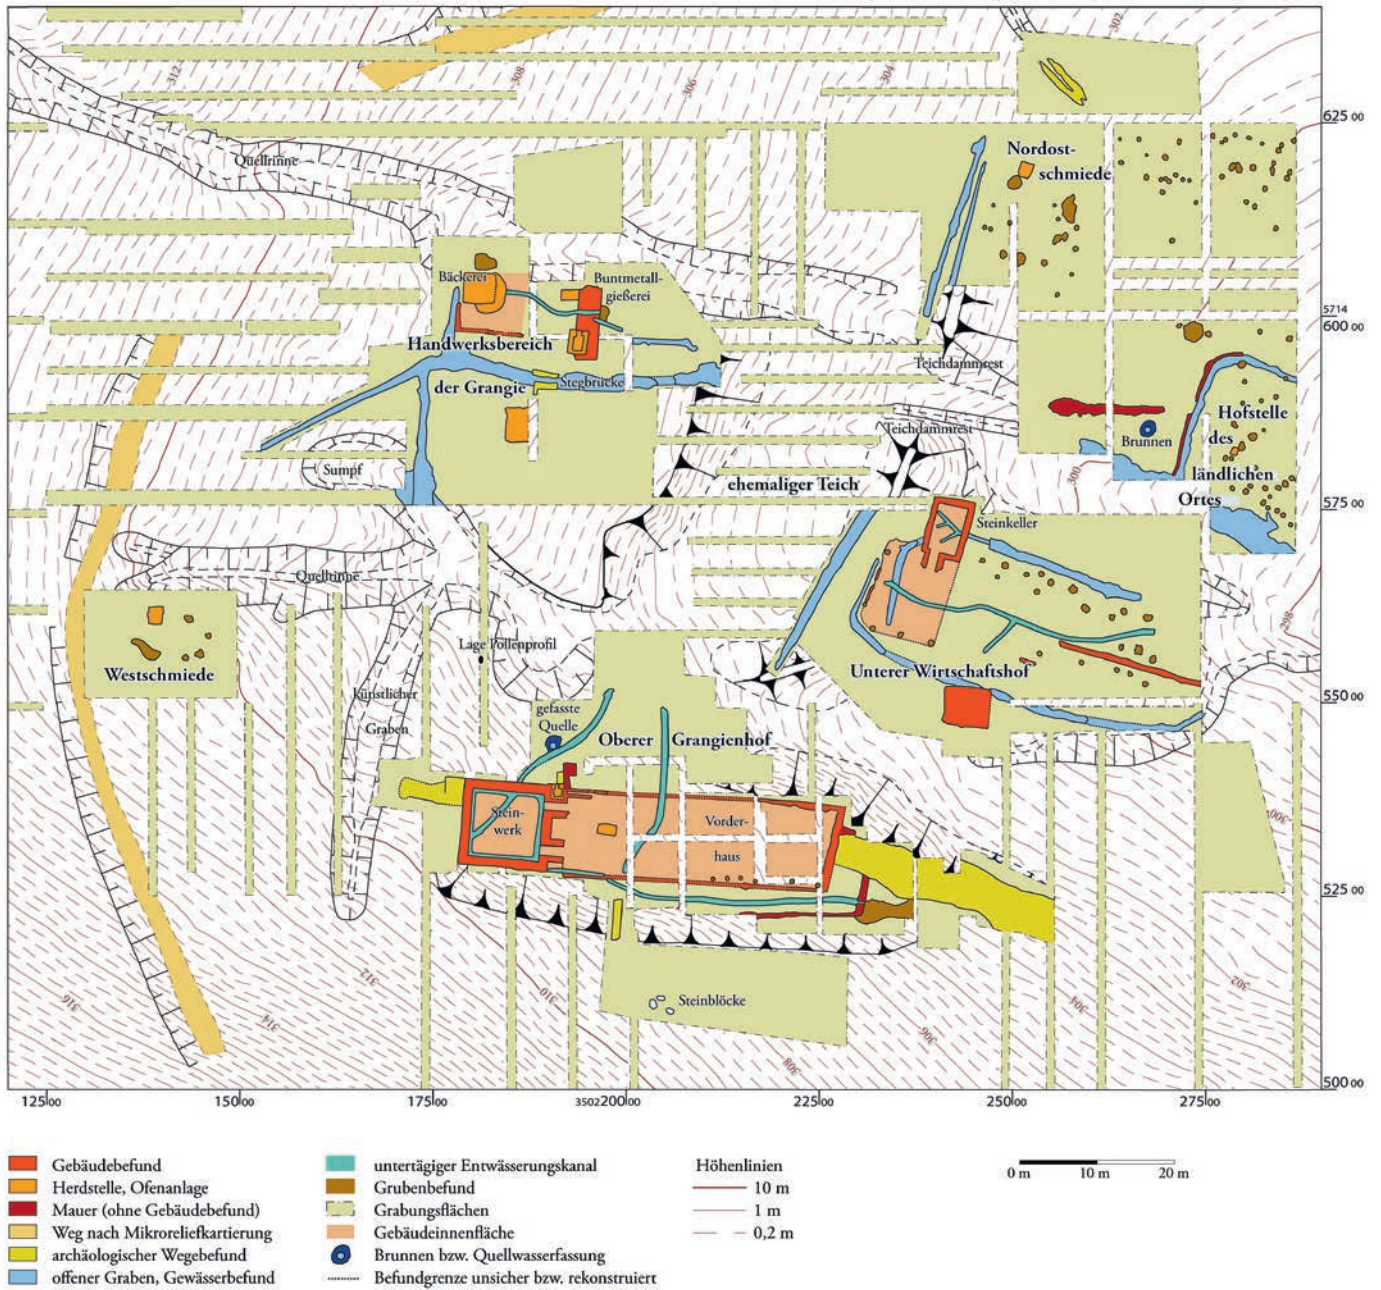 302
312
308
306
304
625 00
Quellrinne
Nordost-
schmiede
Bäckerei
Buntmetall-
gießerei
5714
600 00
Handwerksbereich
der Grangie
Stegbrücke
Teichdammrest
Teichdammrest
Brunnen
Hofstelle
des
ländlichen
Ortes
300
Sumpf
ehemaliger Teich
Steinkeller
575 00
Quellrinne
298
Lage Pollenprofil
Westschmiede
Unterer Wirtschaftshof
550 00
künstlicher
Graben
gefasste
Quelle
Oberer Grangienhof
Stein-
werk
Vorder-
haus
300
525 00
316
314
312
310
Steinblöcke
308
306
304
302
500 00
125 00
150 00
175 00
3502200 00
225 00
250 00
275 00
Gebäudebefund
Herdstelle, Ofenanlage
Mauer (ohne Gebäudebefund)
Weg nach Mikroreliefkartierung
archäologischer Wegebefund
offener Graben, Gewässerbefund
untertägiger Entwässerungskanal
Grubenbefund
Grabungsflächen
Gebäudeinnenfläche
Brunnen bzw. Quellwasserfassung
Befundgrenze unsicher bzw. rekonstruiert
Höhenlinien
10 m
1 m
0,2 m
0 m 10 m 20 m